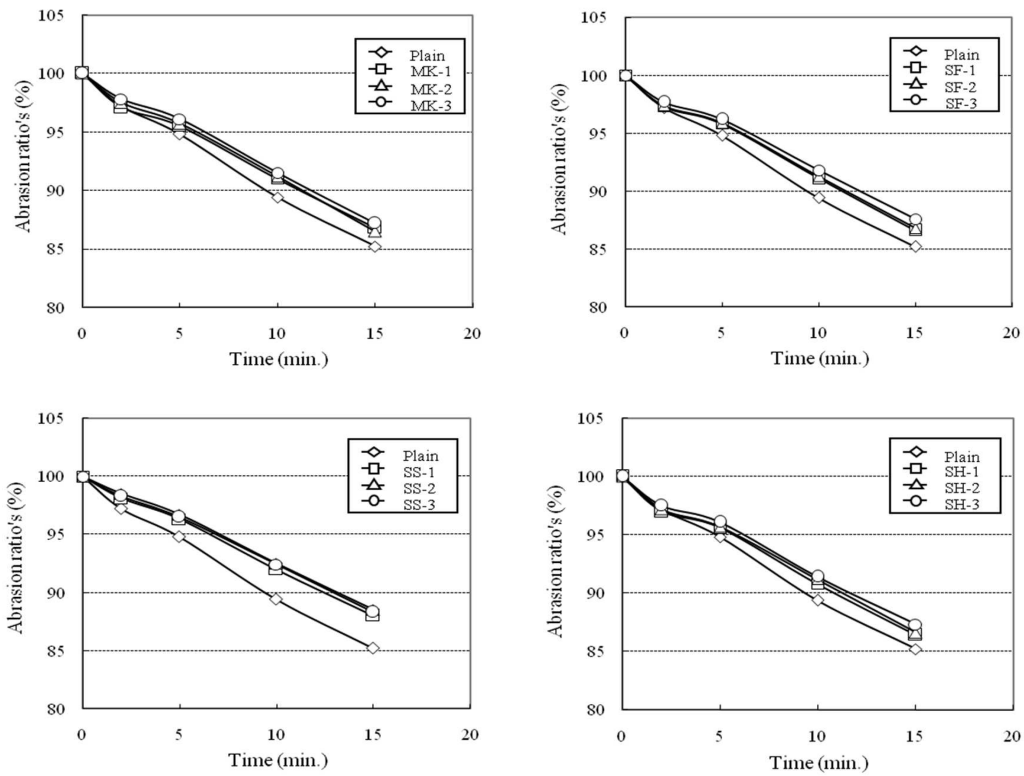 105
100
95
90
85
80
Abrasion ratio's (%)
Plain
MK-1
MK-2
MK-3
0 5 10 15 20
Time (min.)
105
100
95
90
85
80
Abrasion ratio's (%)
Plain
SF-1
SF-2
SF-3
0 5 10 15 20
Time (min.)
105
100
95
90
85
80
Abrasion ratio's (%)
Plain
SS-1
SS-2
SS-3
0 5 10 15 20
Time (min.)
105
100
95
90
85
80
Abrasion ratio's (%)
Plain
SH-1
SH-2
SH-3
0 5 10 15 20
Time (min.)